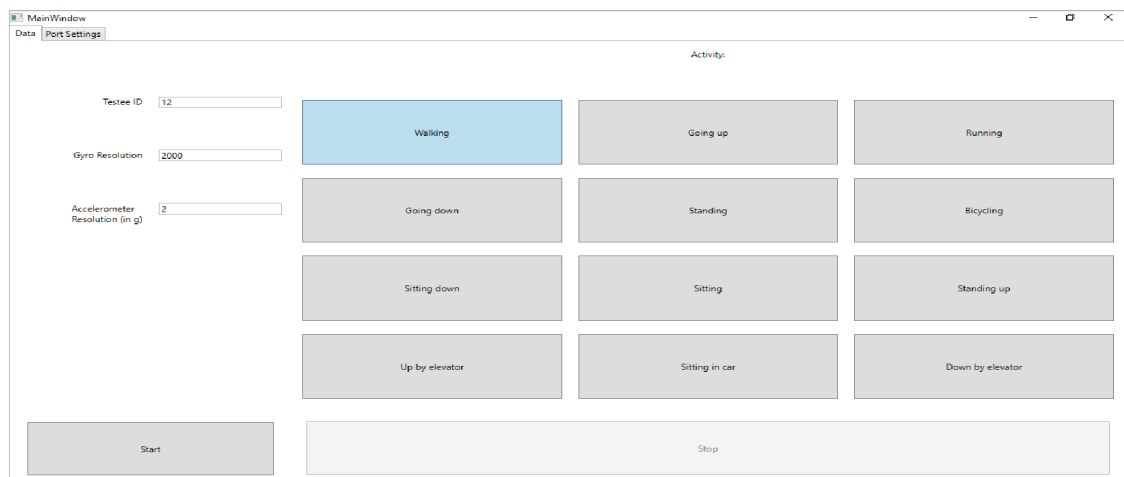 MainWindow
Data Port Settings
Activity:
Testee ID 12
Gyro Resolution 2000
Accelerometer
Resolution (in g) 2
Walking Going up Running
Going down Standing Bicycling
Sitting down Sitting Standing up
Up by elevator Sitting in car Down by elevator
Start Stop